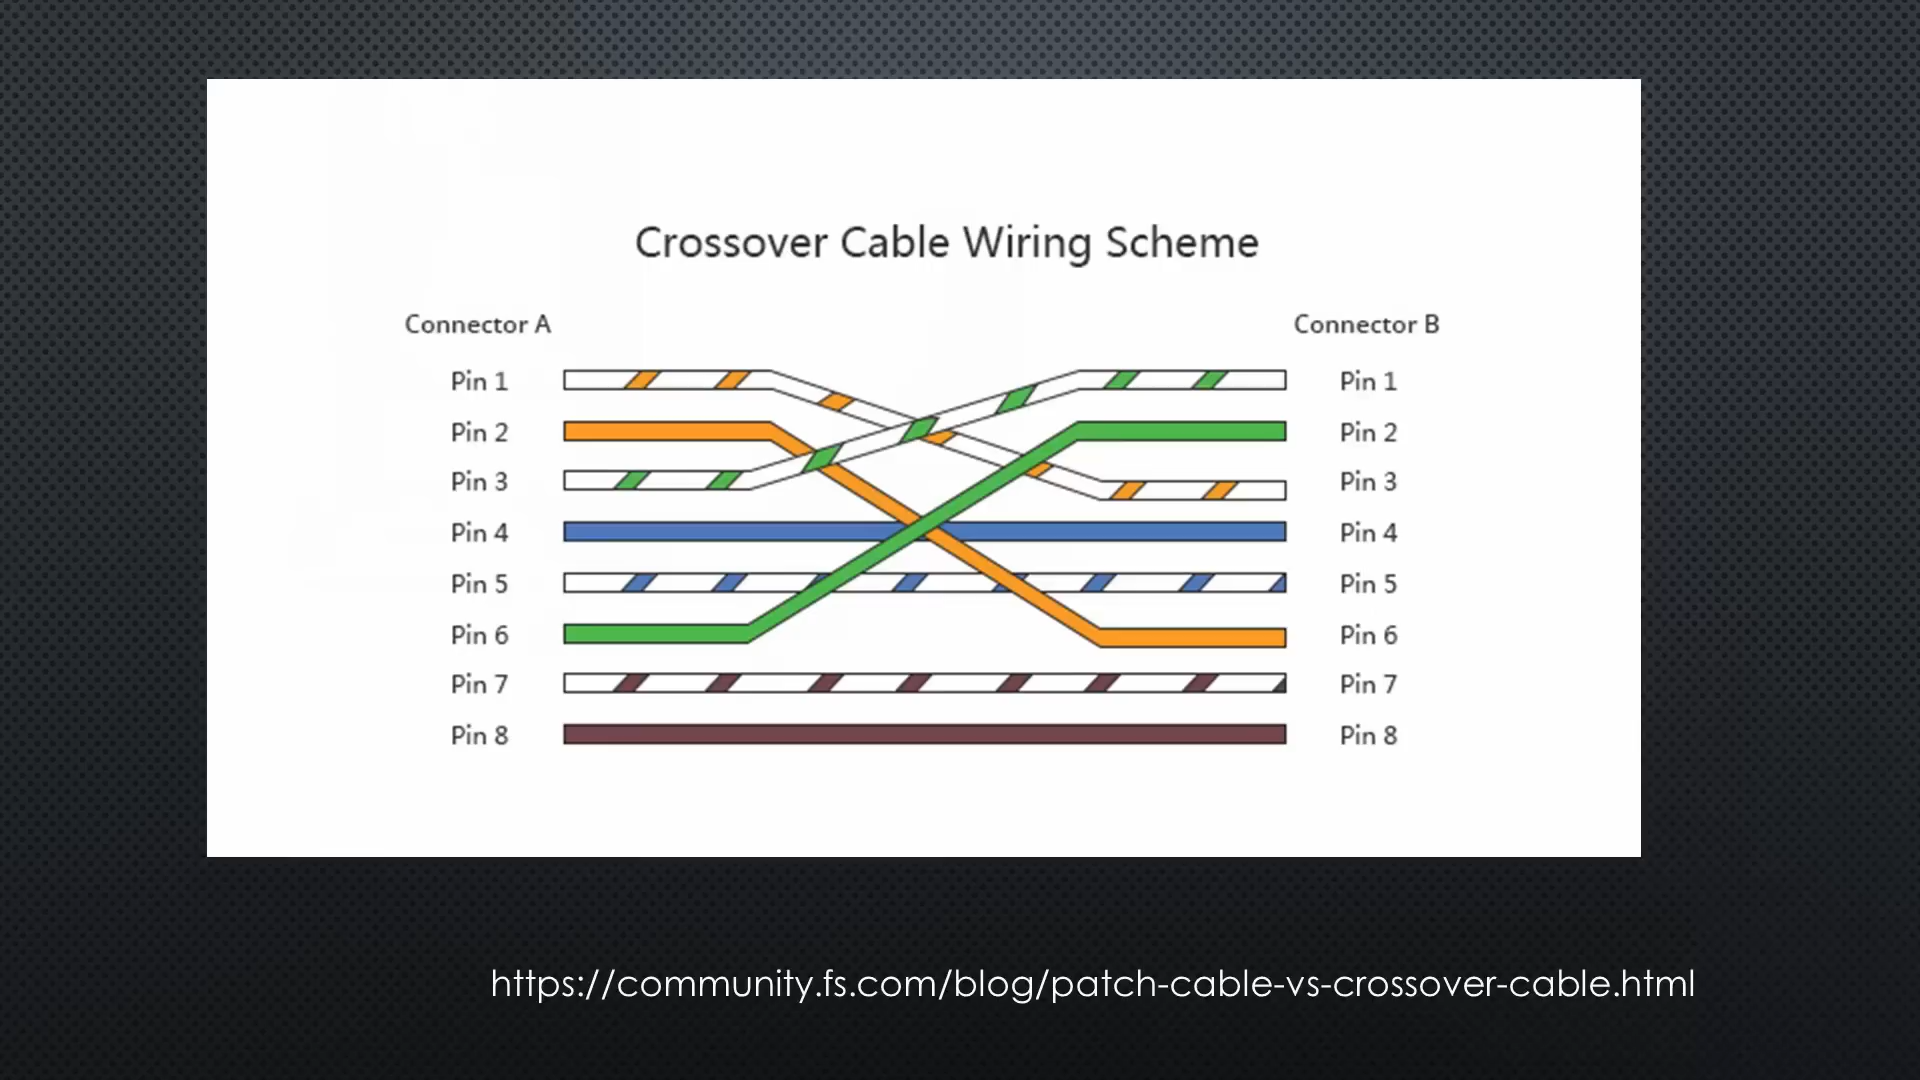 Crossover Cable Wiring Scheme
Connector A Connector B
Pin 1 Pin 1
Pin 2 Pin 2
Pin 3 Pin 3
Pin 4 Pin 4
Pin 5 Pin 5
Pin 6 Pin 6
Pin 7 Pin 7
Pin 8 Pin 8
https://community.fs.com/blog/patch-cable-vs-crossover-cable.html